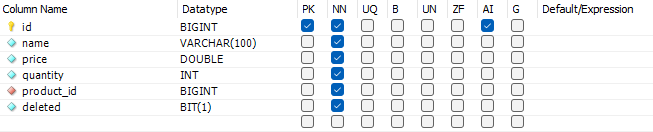 Column Name Datatype PK NN UQ B UN ZF AI G Default/Expression
id BIGINT
name VARCHAR(100)
price DOUBLE
quantity INT
product_id BIGINT
deleted BIT(1)